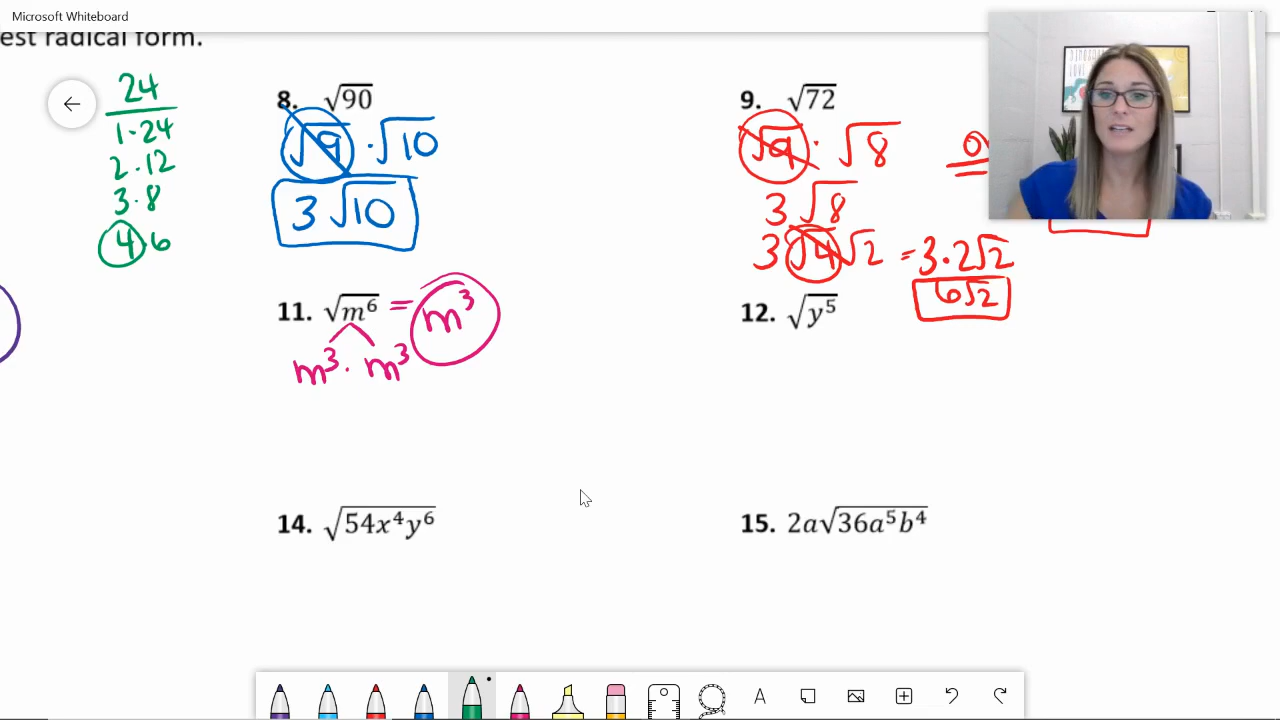 Microsoft Whiteboard
est radical form.
24
1·24
2·12
3·8
4 6
8. √90
√9 · √10
3√10
9. √72
√9 · √8
3√8
3√4√2 = 3·2√2
6√2
11. √m⁶ = m³
m³ · m³
12. √y⁵
14. √54x⁴y⁶
15. 2a√36a⁵b⁴
A